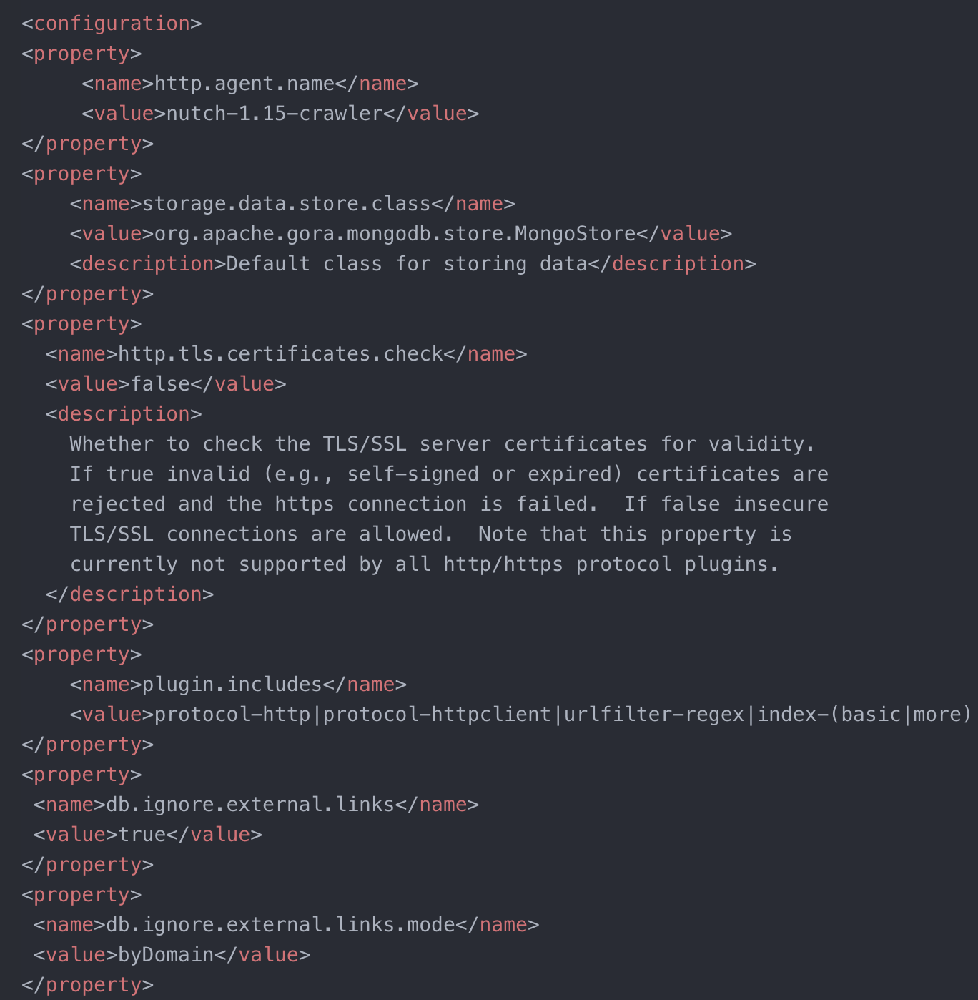 <configuration>
<property>
     <name>http.agent.name</name>
     <value>nutch-1.15-crawler</value>
</property>
<property>
    <name>storage.data.store.class</name>
    <value>org.apache.gora.mongodb.store.MongoStore</value>
    <description>Default class for storing data</description>
</property>
<property>
  <name>http.tls.certificates.check</name>
  <value>false</value>
  <description>
    Whether to check the TLS/SSL server certificates for validity.
    If true invalid (e.g., self-signed or expired) certificates are
    rejected and the https connection is failed.  If false insecure
    TLS/SSL connections are allowed.  Note that this property is
    currently not supported by all http/https protocol plugins.
  </description>
</property>
<property>
    <name>plugin.includes</name>
    <value>protocol-http|protocol-httpclient|urlfilter-regex|index-(basic|more)
</property>
<property>
 <name>db.ignore.external.links</name>
 <value>true</value>
</property>
<property>
 <name>db.ignore.external.links.mode</name>
 <value>byDomain</value>
</property>